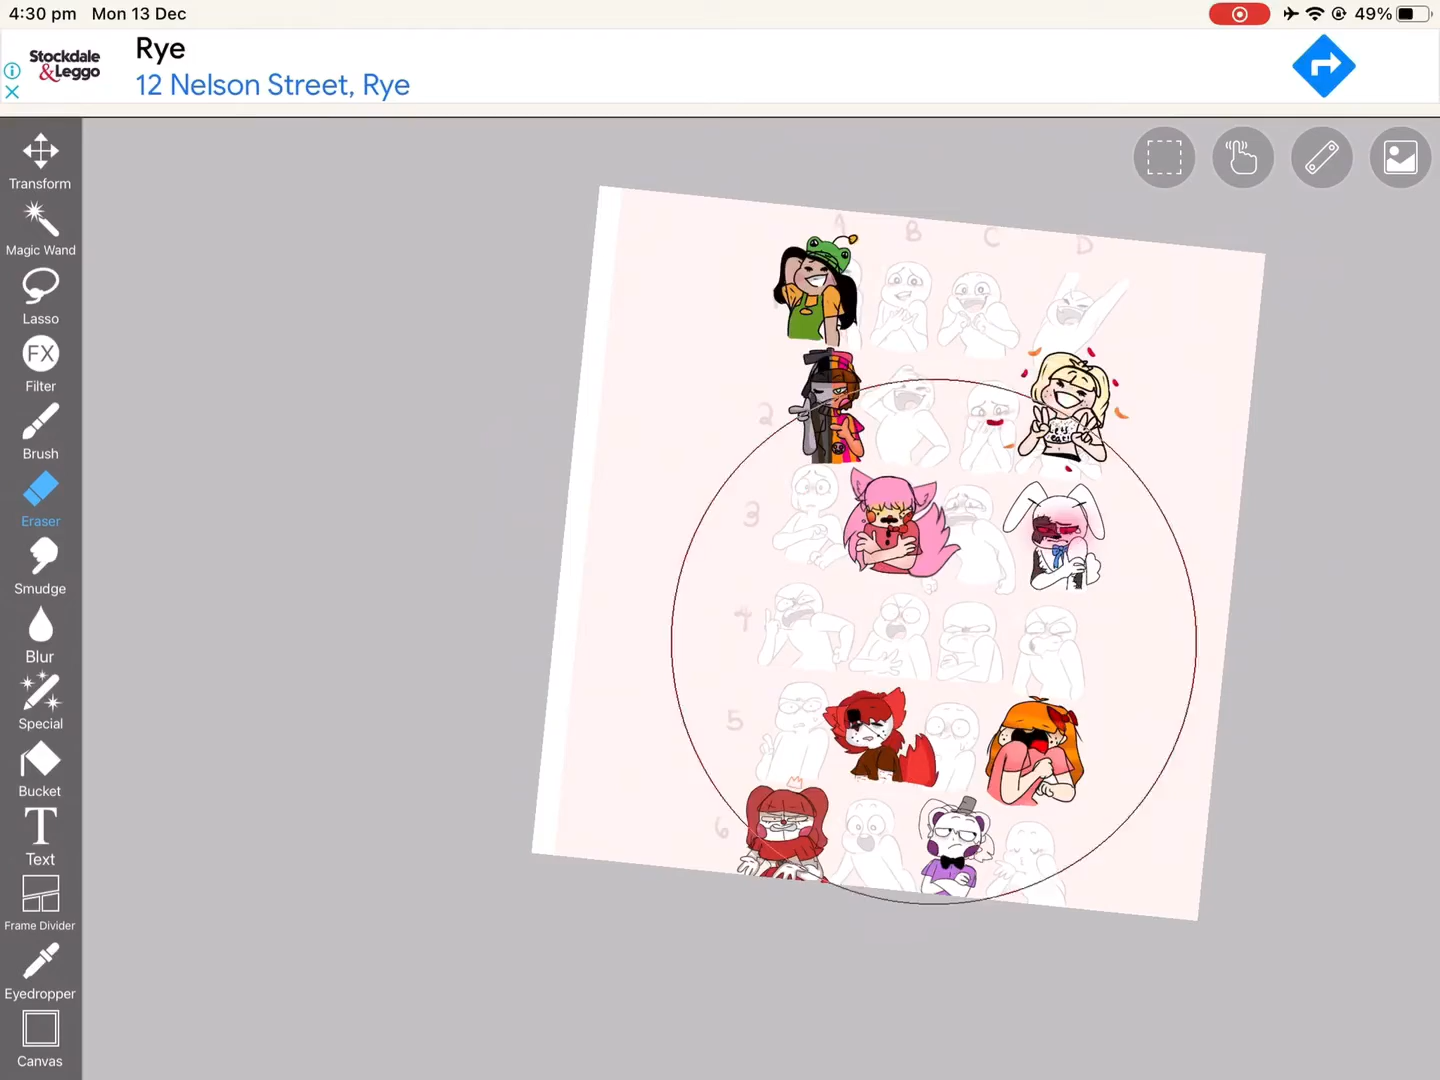 4:30 pm Mon 13 Dec
49%
Stockdale
&Leggo
Rye
12 Nelson Street, Rye
Transform
Magic Wand
Lasso
FX
Filter
Brush
Eraser
Smudge
Blur
Special
Bucket
T
Text
Frame Divider
Eyedropper
Canvas
A B C D
2
3
4
5
6